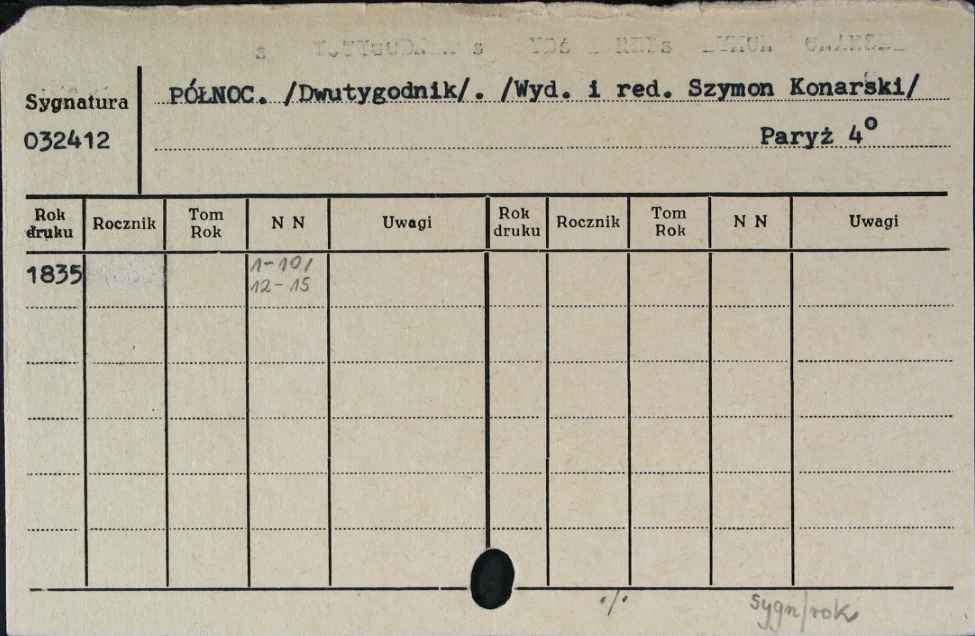 Sygnatura
032412
PÓŁNOC. /Dwutygodnik/. /Wyd. i red. Szymon Konarski/
Paryż 4°
Rok druku Rocznik Tom Rok N N Uwagi Rok druku Rocznik Tom Rok N N Uwagi
1835 1-10,
12-15
./.
sygn/rok